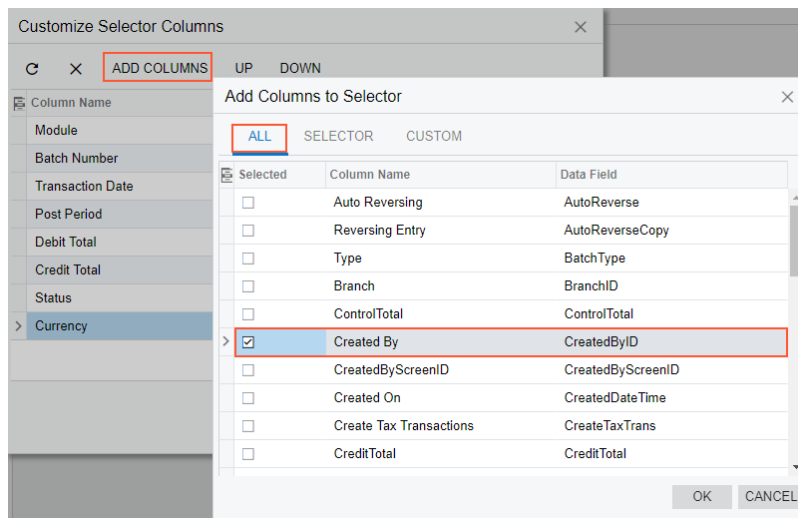 Customize Selector Columns
ADD COLUMNS UP DOWN
Column Name
Module
Batch Number
Transaction Date
Post Period
Debit Total
Credit Total
Status
Currency
Add Columns to Selector
ALL SELECTOR CUSTOM
Selected Column Name Data Field
Auto Reversing AutoReverse
Reversing Entry AutoReverseCopy
Type BatchType
Branch BranchID
ControlTotal ControlTotal
Created By CreatedByID
CreatedByScreenID CreatedByScreenID
Created On CreatedDateTime
Create Tax Transactions CreateTaxTrans
CreditTotal CreditTotal
OK CANCEL